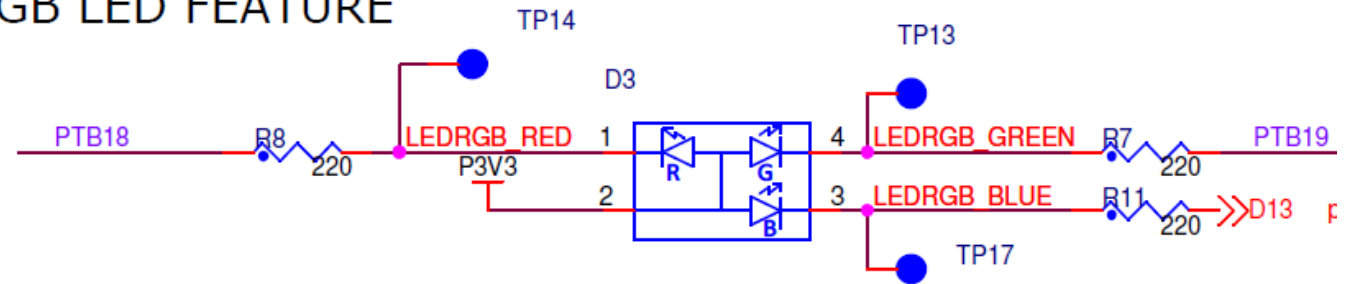 GB LED FEATURE
TP14
TP13
D3
PTB18
R8
220
LEDRGB_RED
1
4
LEDRGB_GREEN
R7
220
PTB19
P3V3
R
G
2
3
LEDRGB_BLUE
R11
220
D13
B
TP17